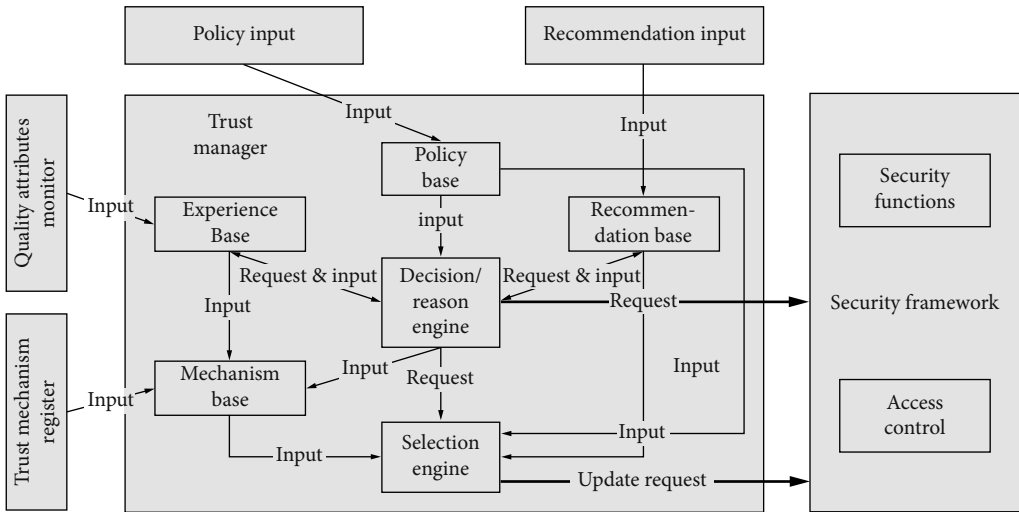 Policy input
Recommendation input
Quality attributes
monitor
Trust mechanism
register
Trust
manager
Input
Input
Policy
base
Input
Experience
Base
input
Recommen-
dation base
Security
functions
Request & input
Decision/
reason
engine
Request & input
Request
Security framework
Input
Input
Mechanism
base
Input
Request
Input
Input
Access
control
Input
Selection
engine
Input
Update request